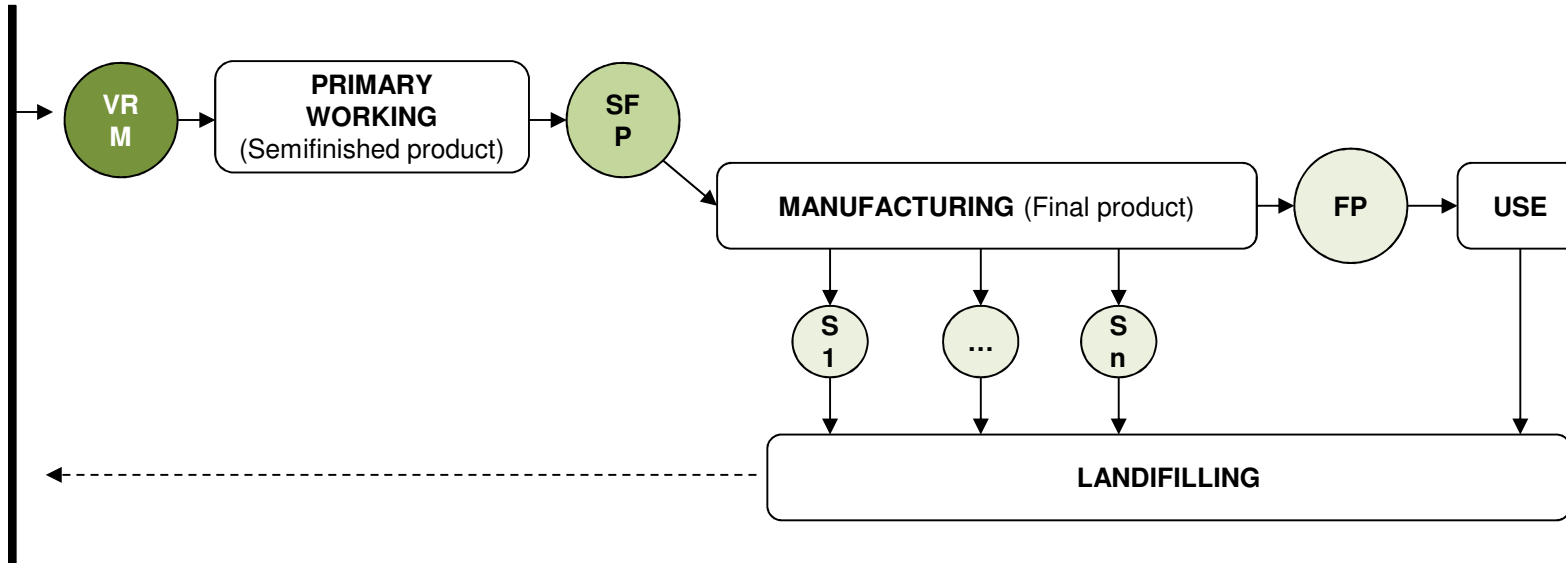 VR
M
PRIMARY
WORKING
(Semifinished product)
SF
P
MANUFACTURING (Final product)
FP
USE
S
1
...
S
n
LANDIFILLING